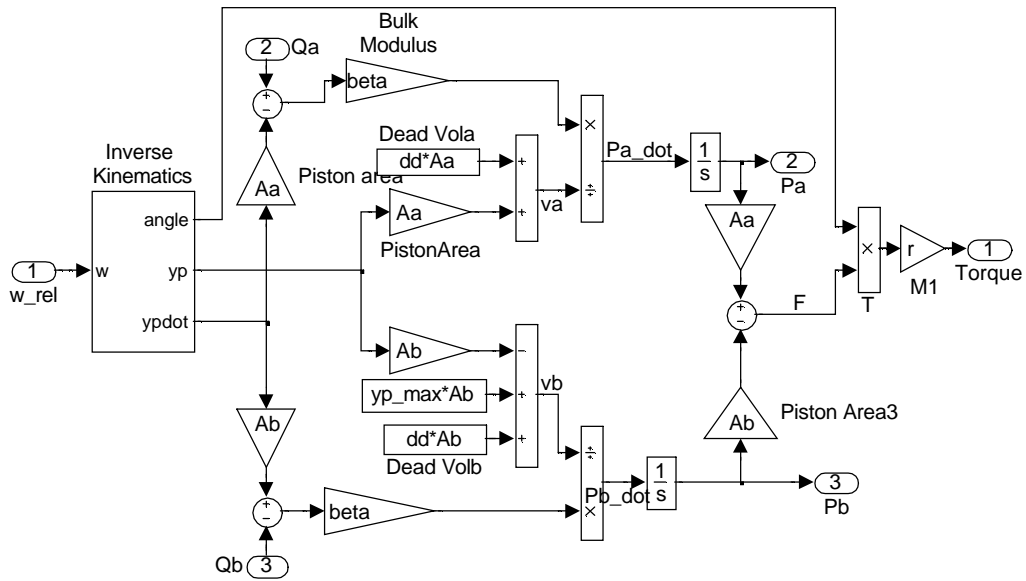 Bulk
Modulus
2
Qa
beta
+
−
Dead Vola
dd*Aa
+
×
Pa_dot
1
s
2
Pa
Inverse
Kinematics
Aa
Piston area
va
÷
Aa
+
PistonArea
Aa
angle
1
w_rel
w
yp
ypdot
×
T
r
M1
1
Torque
+
−
F
Ab
−
vb
yp_max*Ab
+
dd*Ab
+
Dead Volb
Ab
Ab
Piston Area3
÷
Pb_dot
×
1
s
3
Pb
+
−
beta
Qb
3